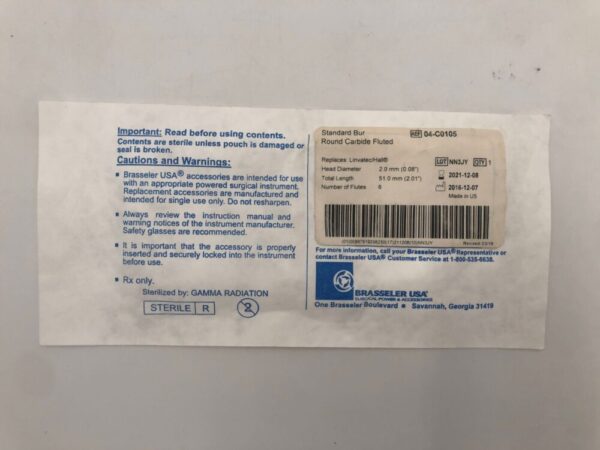 Important: Read before using contents.
Contents are sterile unless pouch is damaged or
seal is broken.
Cautions and Warnings:
Brasseler USA® accessories are intended for use
with an appropriate powered surgical instrument.
Replacement accessories are manufactured and
intended for single use only. Do not resharpen.
Always review the instruction manual and
warning notices of the instrument manufacturer.
Safety glasses are recommended.
It is important that the accessory is properly
inserted and securely locked into the instrument
before use.
Rx only.
Sterilized by: GAMMA RADIATION
STERILE R
2
Standard Bur REF 04-C0105
Round Carbide Fluted
Replaces: Linvatec/Hall® LOT NN3JY QTY 1
Head Diameter 2.0 mm (0.08") 2021-12-08
Total Length 51.0 mm (2.01") 2016-12-07
Number of Flutes 6 Made in US
For more information, call your Brasseler USA® Representative or
contact Brasseler USA® Customer Service at 1-800-535-6638.
BRASSELER USA®
SURGICAL POWER & ACCESSORIES
One Brasseler Boulevard ■ Savannah, Georgia 31419